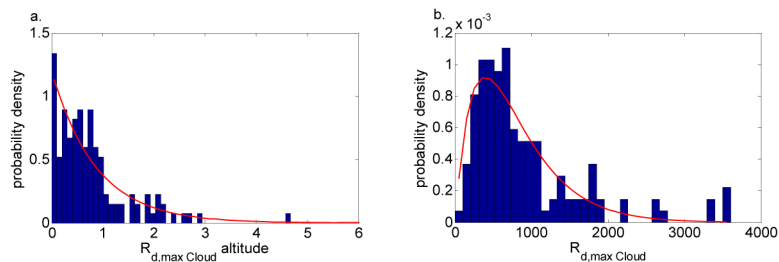 a.
1.5
1
0.5
0
probability density
0 1 2 3 4 5 6
R_d,max Cloud altitude
b.
1.2 x 10^-3
1
0.8
0.6
0.4
0.2
0
probability density
0 1000 2000 3000 4000
R_d,max Cloud